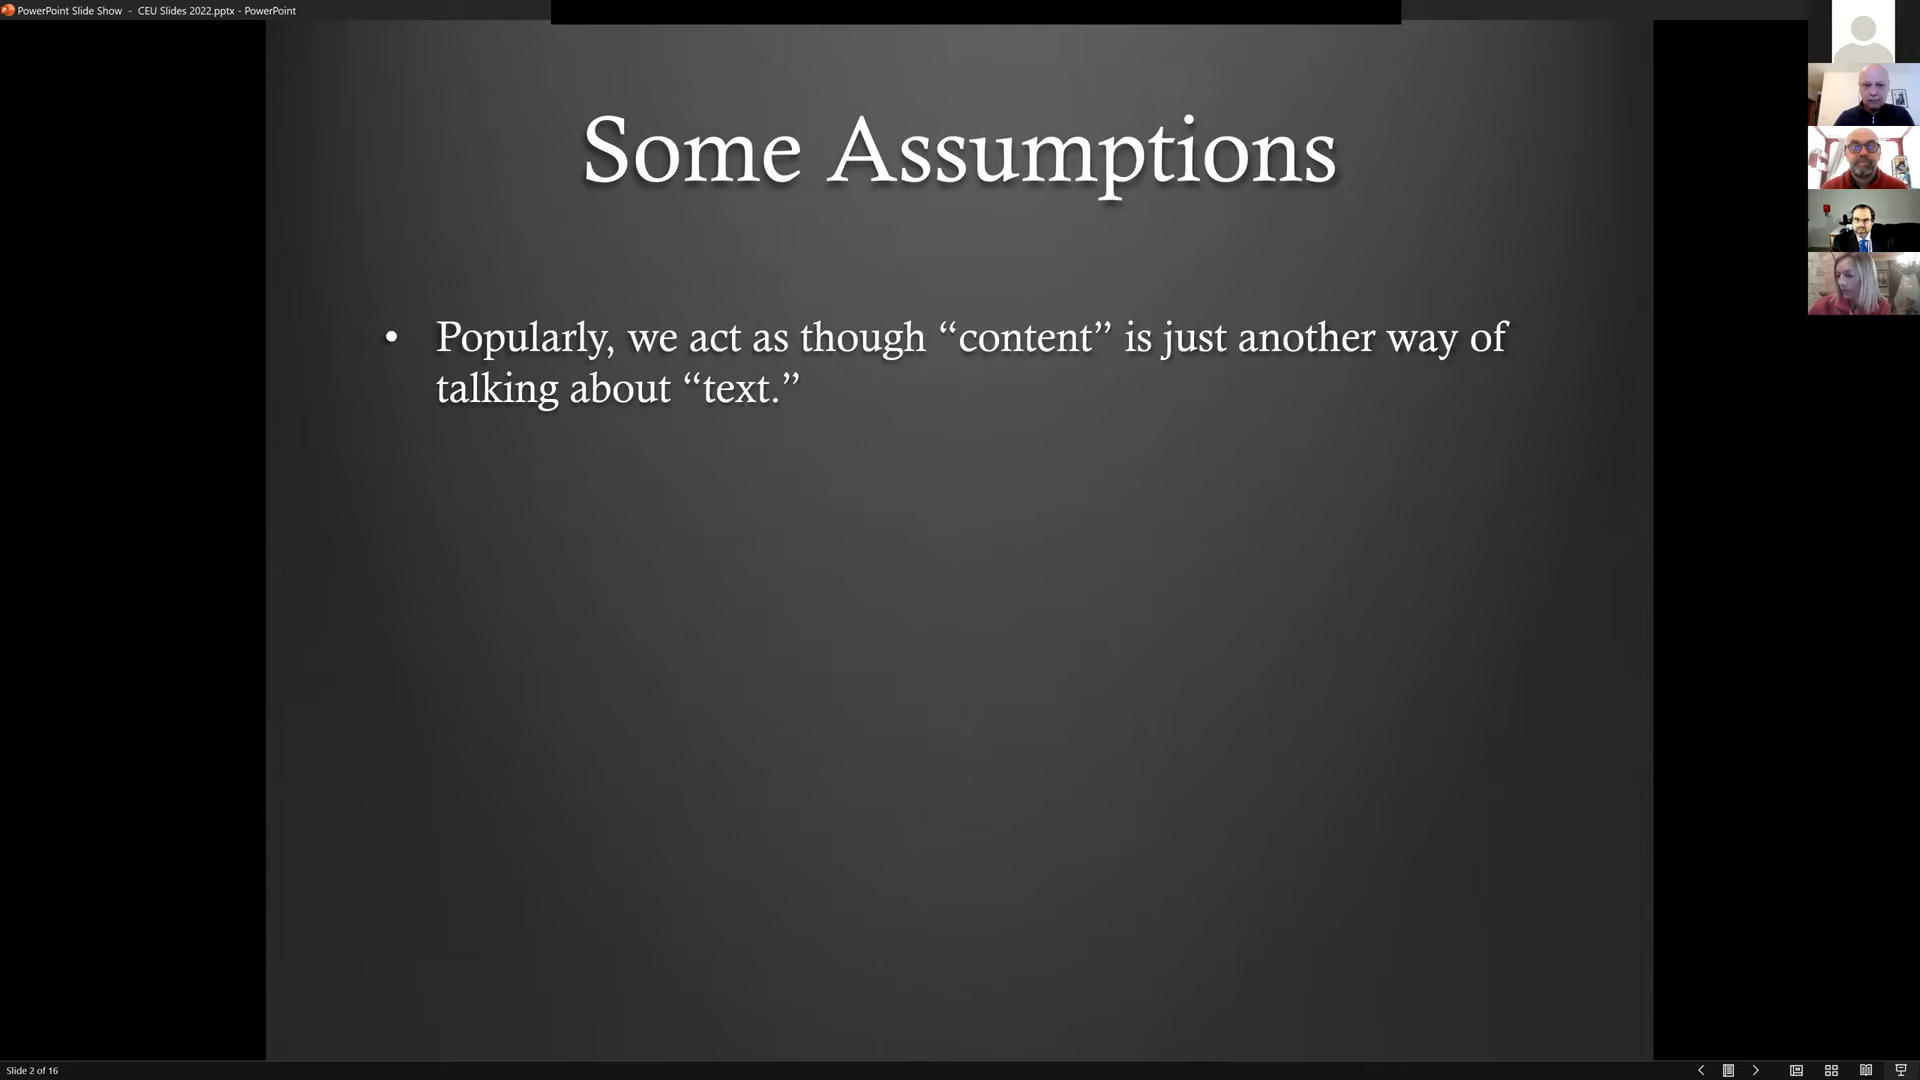 PowerPoint Slide Show - CEU Slides 2022.pptx - PowerPoint
Some Assumptions
• Popularly, we act as though “content” is just another way of
talking about “text.”
Slide 2 of 16